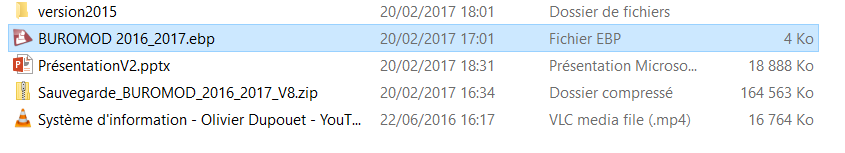 version2015 20/02/2017 18:01 Dossier de fichiers
BUROMOD 2016_2017.ebp 20/02/2017 17:01 Fichier EBP 4 Ko
PrésentationV2.pptx 20/02/2017 18:31 Présentation Microso... 18 888 Ko
Sauvegarde_BUROMOD_2016_2017_V8.zip 20/02/2017 16:34 Dossier compressé 164 563 Ko
Système d'information - Olivier Dupouet - YouT... 22/06/2016 16:17 VLC media file (.mp4) 16 764 Ko